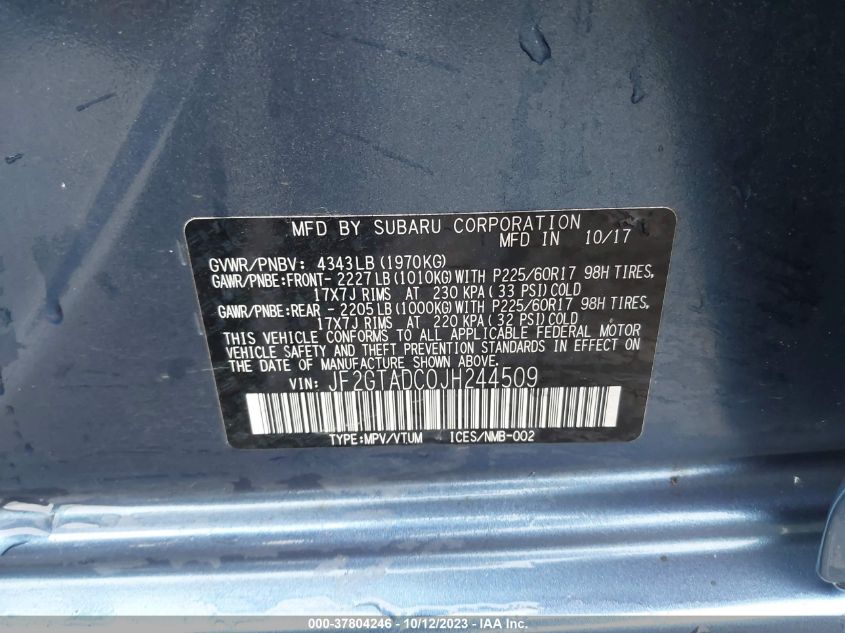 MFD BY SUBARU CORPORATION
MFD IN 10/17
GVWR/PNBV: 4343LB (1970KG)
GAWR/PNBE:FRONT- 2227 LB (1010KG) WITH P225/60R17 98H TIRES,
17X7J RIMS AT 230 KPA ( 33 PSI) COLD
GAWR/PNBE:REAR - 2205 LB (1000KG) WITH P225/60R17 98H TIRES,
17X7J RIMS AT 220 KPA ( 32 PSI) COLD
THIS VEHICLE CONFORMS TO ALL APPLICABLE FEDERAL MOTOR
VEHICLE SAFETY AND THEFT PREVENTION STANDARDS IN EFFECT ON
THE DATE OF MANUFACTURE SHOWN ABOVE.
VIN: JF2GTADC0JH244509
TYPE:MPV/VTUM ICES/NMB-002
000-37804246 - 10/12/2023 - IAA Inc.